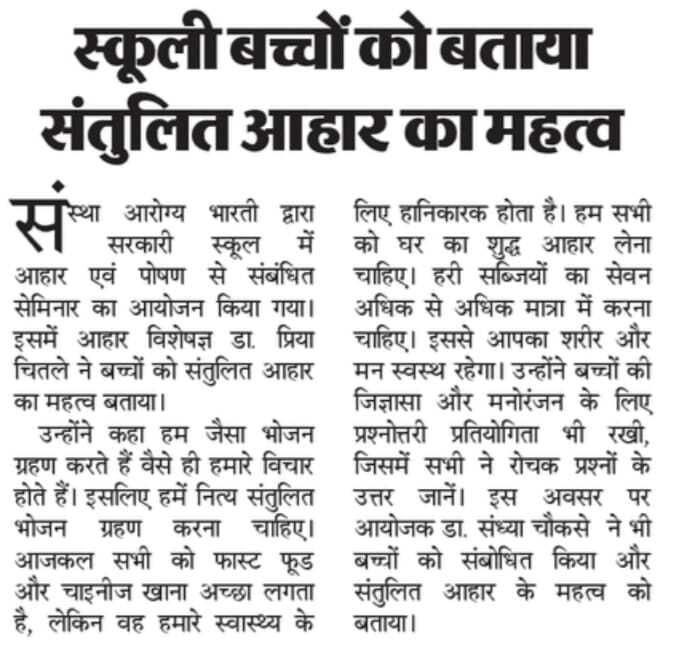 स्कूली बच्चों को बताया
संतुलित आहार का महत्व
संस्था आरोग्य भारती द्वारा
सरकारी स्कूल में
आहार एवं पोषण से संबंधित
सेमिनार का आयोजन किया गया।
इसमें आहार विशेषज्ञ डा. प्रिया
चितले ने बच्चों को संतुलित आहार
का महत्व बताया।
उन्होंने कहा हम जैसा भोजन
ग्रहण करते हैं वैसे ही हमारे विचार
होते हैं। इसलिए हमें नित्य संतुलित
भोजन ग्रहण करना चाहिए।
आजकल सभी को फास्ट फूड
और चाइनीज खाना अच्छा लगता
है, लेकिन वह हमारे स्वास्थ्य के
लिए हानिकारक होता है। हम सभी
को घर का शुद्ध आहार लेना
चाहिए। हरी सब्जियों का सेवन
अधिक से अधिक मात्रा में करना
चाहिए। इससे आपका शरीर और
मन स्वस्थ रहेगा। उन्होंने बच्चों की
जिज्ञासा और मनोरंजन के लिए
प्रश्नोत्तरी प्रतियोगिता भी रखी,
जिसमें सभी ने रोचक प्रश्नों के
उत्तर जानें। इस अवसर पर
आयोजक डा. संध्या चौकसे ने भी
बच्चों को संबोधित किया और
संतुलित आहार के महत्व को
बताया।